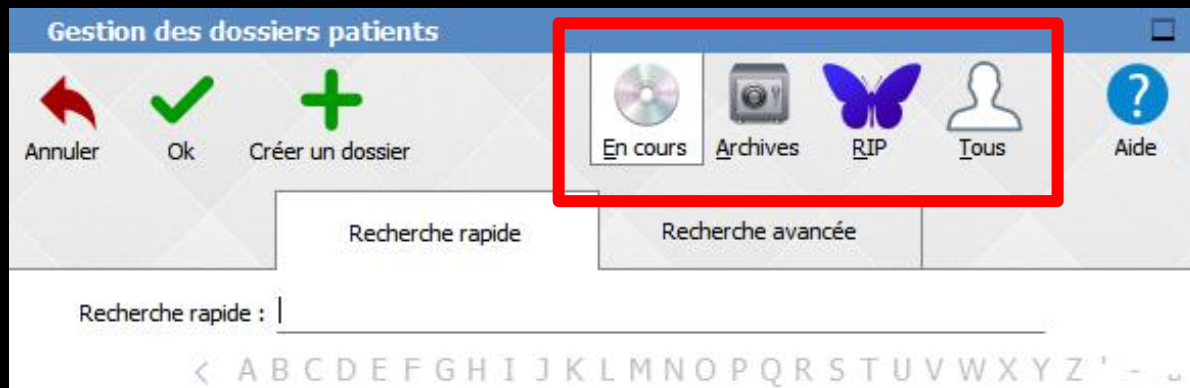 Gestion des dossiers patients
Annuler Ok Créer un dossier En cours Archives RIP Tous Aide
Recherche rapide Recherche avancée
Recherche rapide :
< A B C D E F G H I J K L M N O P Q R S T U V W X Y Z ' - ␣